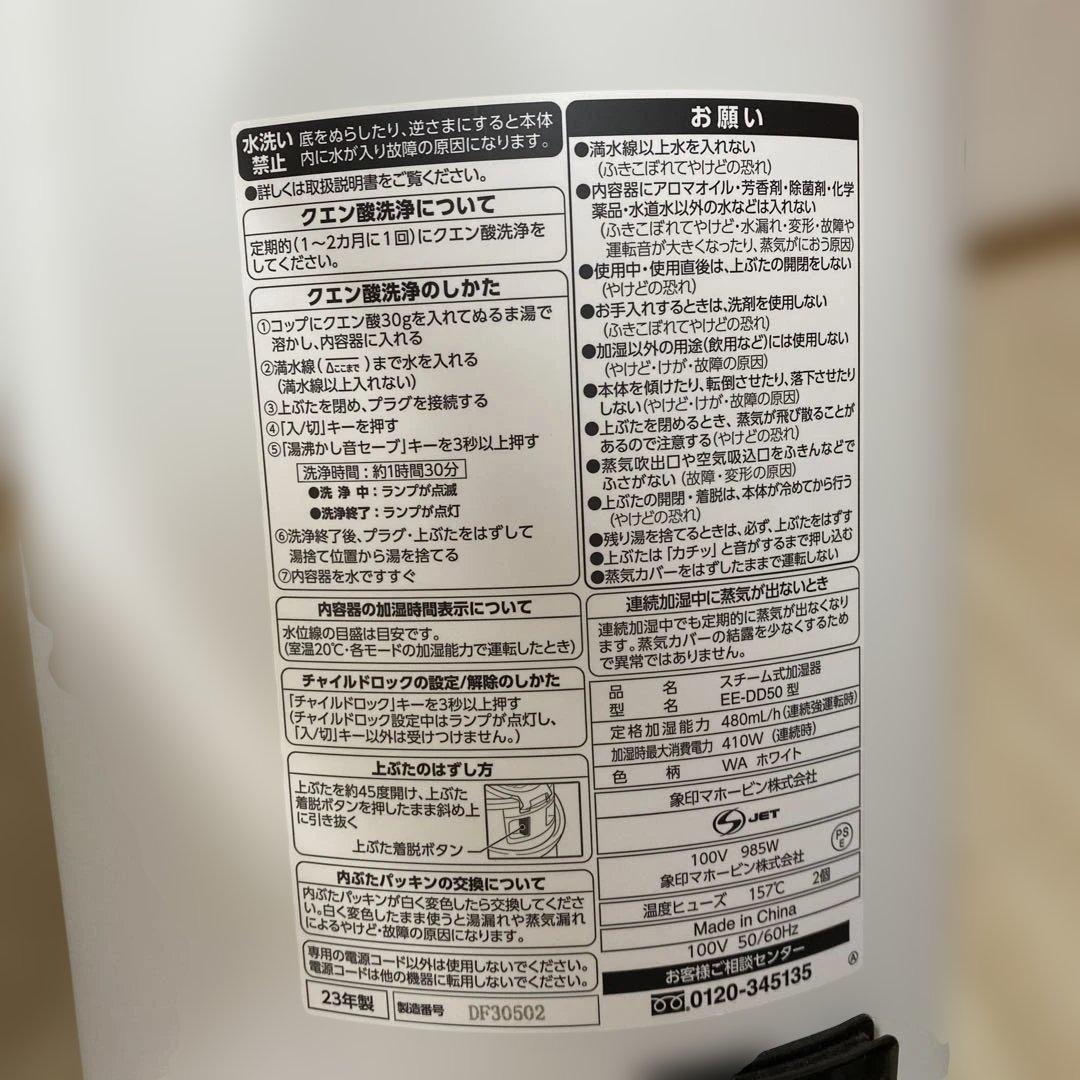 水洗い
禁止
底をぬらしたり、逆さまにすると本体
内に水が入り故障の原因になります。
●詳しくは取扱説明書をご覧ください。
クエン酸洗浄について
定期的(1〜2カ月に1回)にクエン酸洗浄を
してください。
クエン酸洗浄のしかた
①コップにクエン酸30gを入れてぬるま湯で
溶かし、内容器に入れる
②満水線(△ここまで)まで水を入れる
(満水線以上入れない)
③上ぶたを閉め、プラグを接続する
④「入/切」キーを押す
⑤「湯沸かし音セーブ」キーを3秒以上押す
洗浄時間：約1時間30分
●洗浄中：ランプが点滅
●洗浄終了：ランプが点灯
⑥洗浄終了後、プラグ・上ぶたをはずして
湯捨て位置から湯を捨てる
⑦内容器を水ですすぐ
内容器の加湿時間表示について
水位線の目盛は目安です。
(室温20℃・各モードの加湿能力で運転したとき)
チャイルドロックの設定/解除のしかた
「チャイルドロック」キーを3秒以上押す
(チャイルドロック設定中はランプが点灯し、
「入/切」キー以外は受けつけません。)
上ぶたのはずし方
上ぶたを約45度開け、上ぶた
着脱ボタンを押したまま斜め上
に引き抜く
上ぶた着脱ボタン
内ぶたパッキンの交換について
内ぶたパッキンが白く変色したら交換してくださ
い。白く変色したまま使うと湯漏れや蒸気漏れ
によるやけど・故障の原因になります。
専用の電源コード以外は使用しないでください。
電源コードは他の機器に転用しないでください。
23年製
製造番号 DF30502
お願い
●満水線以上水を入れない
(ふきこぼれてやけどの恐れ)
●内容器にアロマオイル・芳香剤・除菌剤・化学
薬品・水道水以外の水などは入れない
(ふきこぼれてやけど・水漏れ・変形・故障や
運転音が大きくなったり、蒸気がにおう原因)
●使用中・使用直後は、上ぶたの開閉をしない
(やけどの恐れ)
●お手入れするときは、洗剤を使用しない
(ふきこぼれてやけどの恐れ)
●加湿以外の用途(飲用など)には使用しない
(やけど・けが・故障の原因)
●本体を傾けたり、転倒させたり、落下させたり
しない(やけど・けが・故障の原因)
●上ぶたを閉めるとき、蒸気が飛び散ることが
あるので注意する(やけどの恐れ)
●蒸気吹出口や空気吸込口をふきんなどで
ふさがない(故障・変形の原因)
●上ぶたの開閉・着脱は、本体が冷めてから行う
(やけどの恐れ)
●残り湯を捨てるときは、必ず、上ぶたをはずす
●上ぶたは「カチッ」と音がするまで押し込む
●蒸気カバーをはずしたままで運転しない
連続加湿中に蒸気が出ないとき
連続加湿中でも定期的に蒸気が出なくなり
ます。蒸気カバーの結露を少なくするため
で異常ではありません。
品名 スチーム式加湿器
型名 EE-DD50 型
定格加湿能力 480mL/h(連続強運転時)
加湿時最大消費電力 410W (連続時)
色柄 WA ホワイト
象印マホービン株式会社
S JET
100V 985W
PS
E
象印マホービン株式会社
温度ヒューズ 157℃ 2個
Made in China
100V 50/60Hz
お客様ご相談センター
0120-345135
Ⓐ